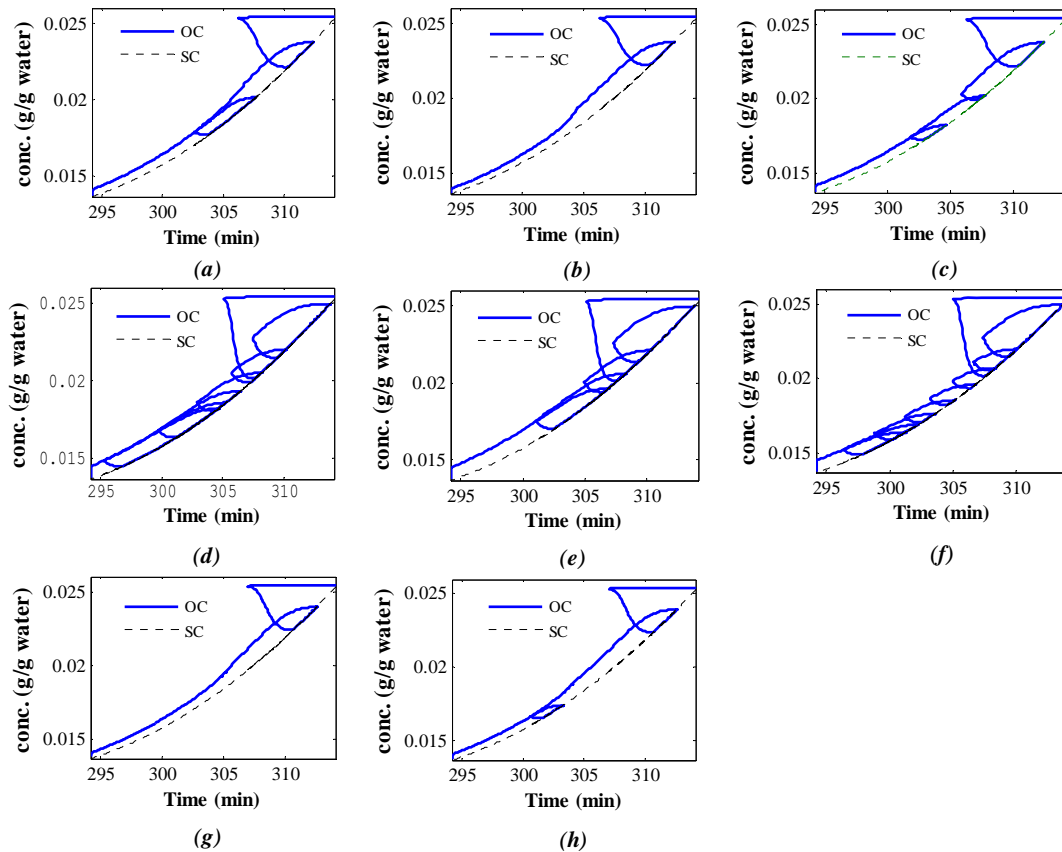 0.025
OC
SC
0.02
0.015
conc. (g/g water)
295 300 305 310
Time (min)
(a)
0.025
OC
SC
0.02
0.015
conc. (g/g water)
295 300 305 310
Time (min)
(b)
0.025
OC
SC
0.02
0.015
conc. (g/g water)
295 300 305 310
Time (min)
(c)
0.025
OC
SC
0.02
0.015
conc. (g/g water)
295 300 305 310
Time (min)
(d)
0.025
OC
SC
0.02
0.015
conc. (g/g water)
295 300 305 310
Time (min)
(e)
0.025
OC
SC
0.02
0.015
conc. (g/g water)
295 300 305 310
Time (min)
(f)
0.025
OC
SC
0.02
0.015
conc. (g/g water)
295 300 305 310
Time (min)
(g)
0.025
OC
SC
0.02
0.015
conc. (g/g water)
295 300 305 310
Time (min)
(h)